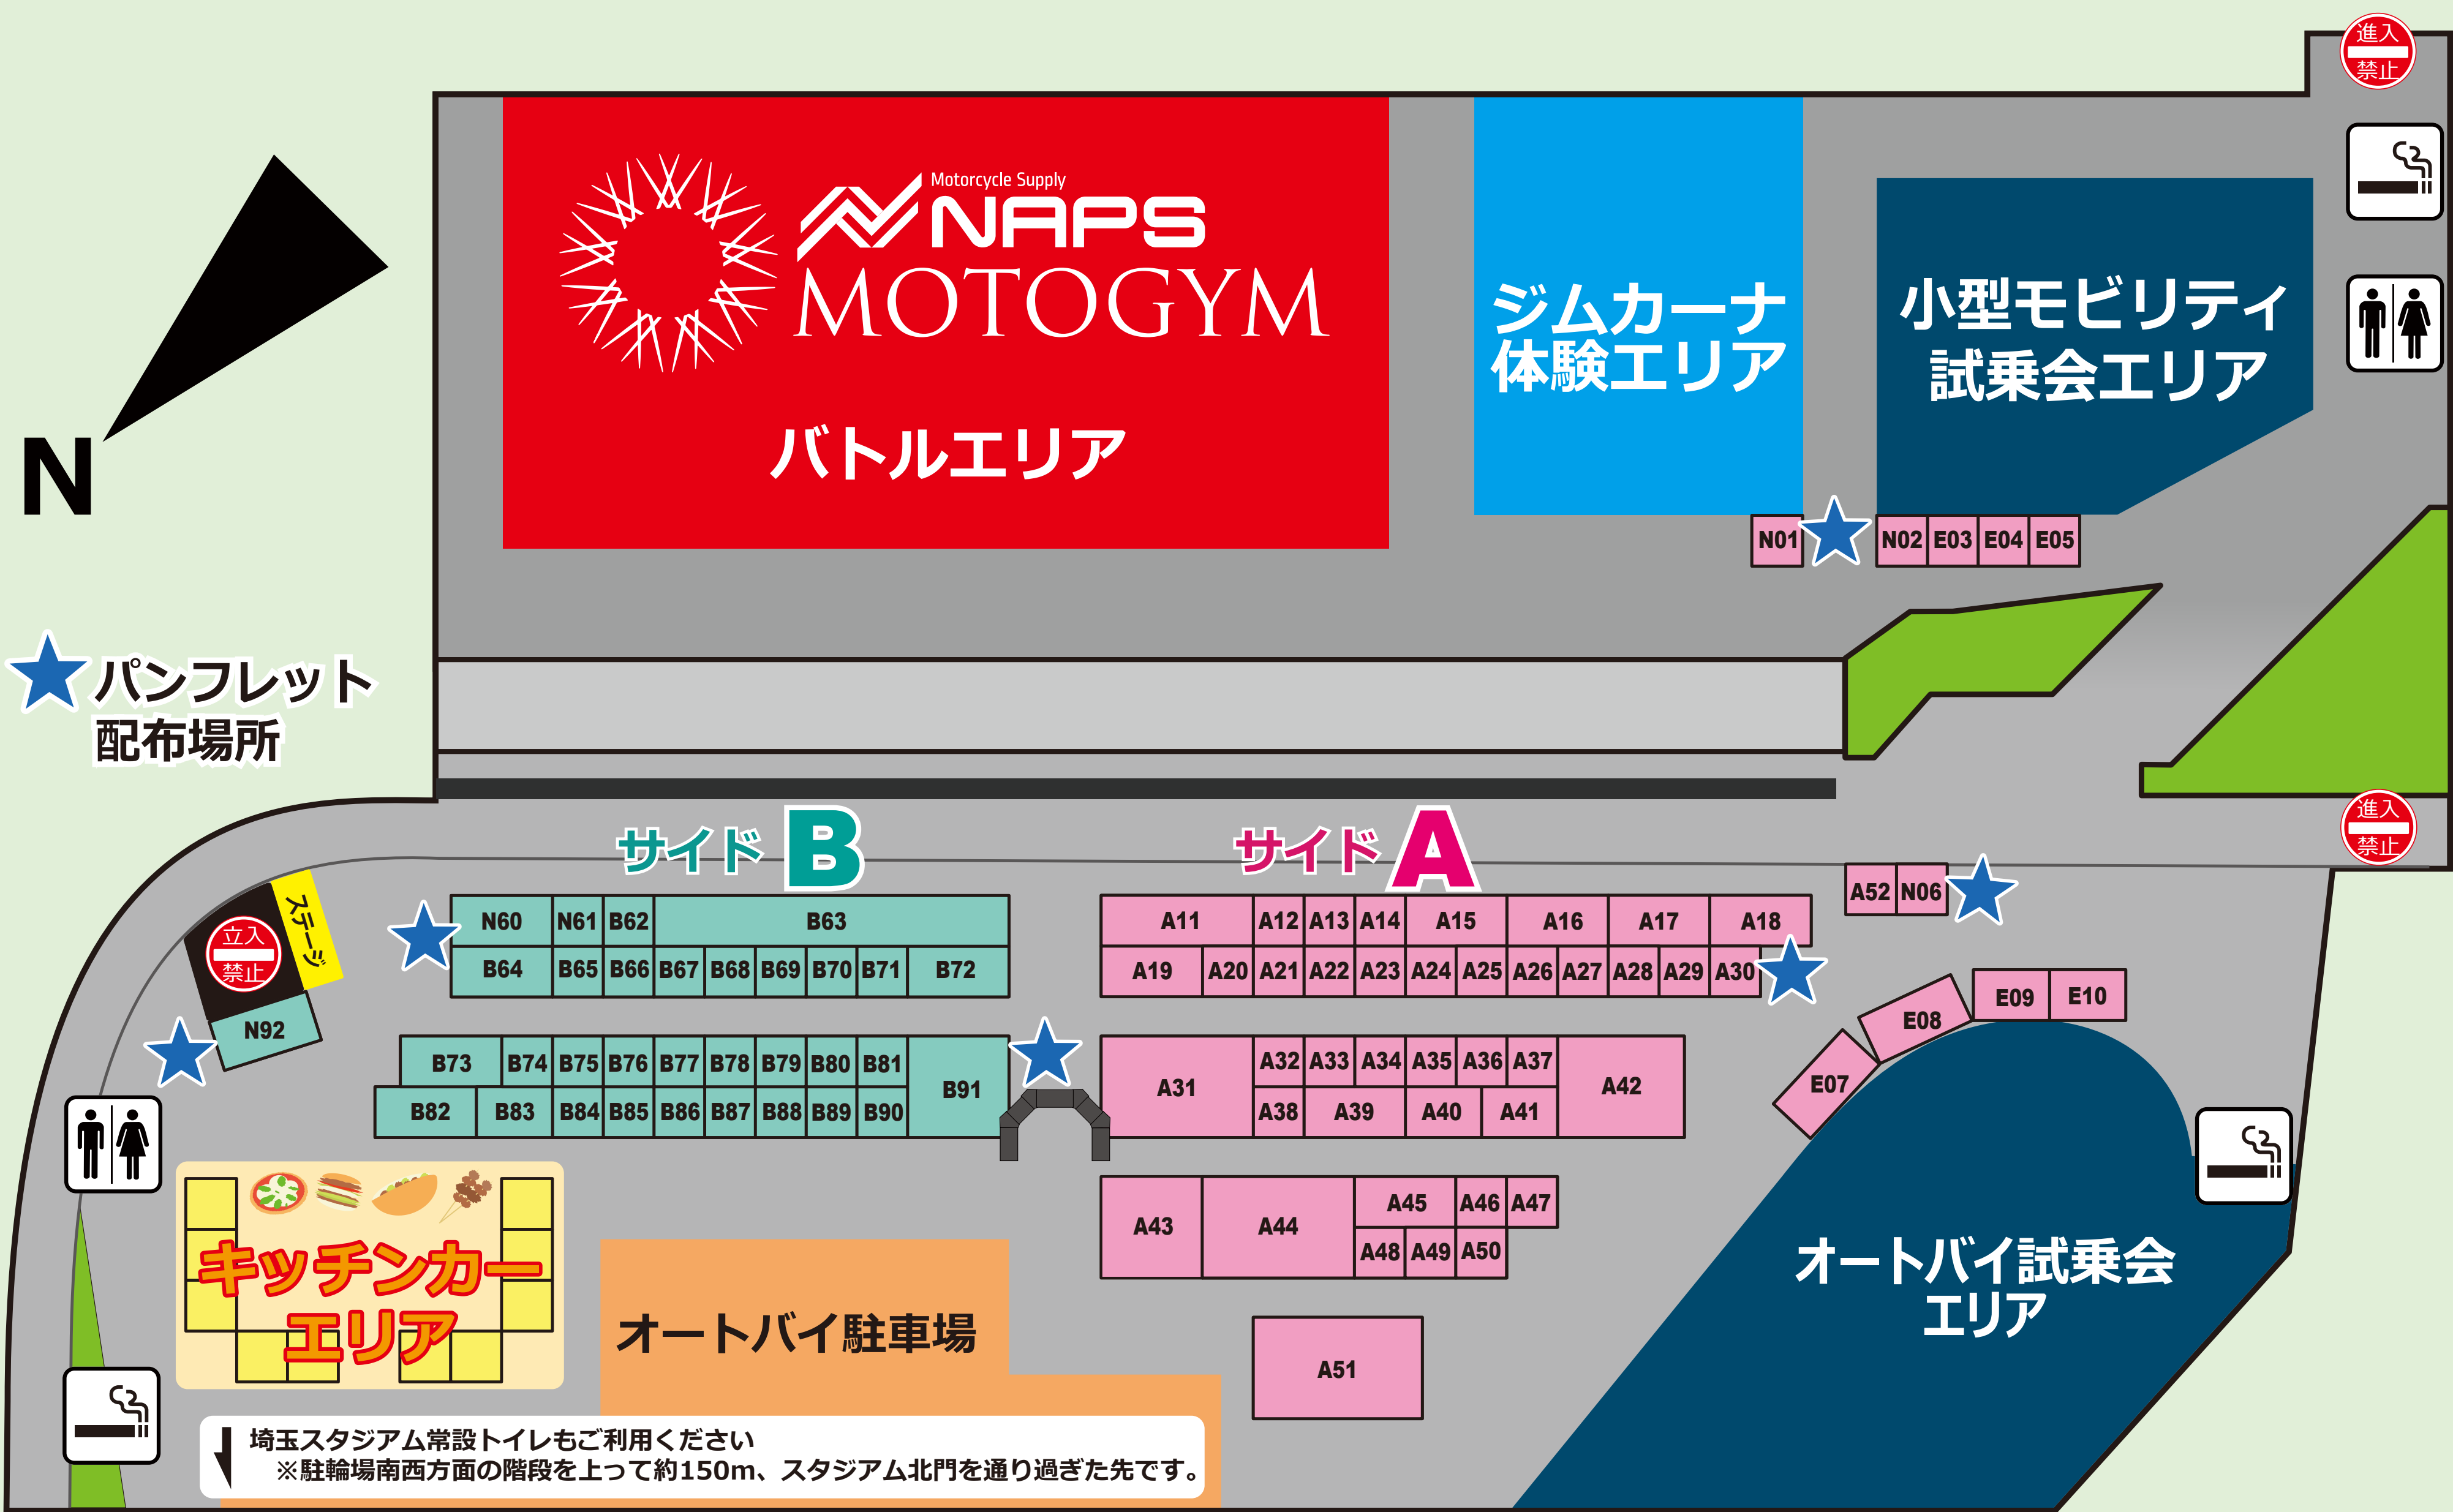 進入
禁止
Motorcycle Supply
NAPS
MOTOGYM
バトルエリア
ジムカーナ
体験エリア
小型モビリティ
試乗会エリア
N
N01
N02 E03 E04 E05
パンフレット
配布場所
サイド B
サイド A
進入
禁止
ステージ
立入
禁止
N92
N60 N61 B62 B63
B64 B65 B66 B67 B68 B69 B70 B71 B72
A11 A12 A13 A14 A15 A16 A17 A18
A19 A20 A21 A22 A23 A24 A25 A26 A27 A28 A29 A30
A52 N06
E07 E08 E09 E10
B73 B74 B75 B76 B77 B78 B79 B80 B81
B82 B83 B84 B85 B86 B87 B88 B89 B90
B91
A31
A32 A33 A34 A35 A36 A37
A38 A39 A40 A41
A42
A43 A44
A45 A46 A47
A48 A49 A50
A51
キッチンカー
エリア
オートバイ駐車場
オートバイ試乗会
エリア
埼玉スタジアム常設トイレもご利用ください
※駐輪場南西方面の階段を上って約150m、スタジアム北門を通り過ぎた先です。